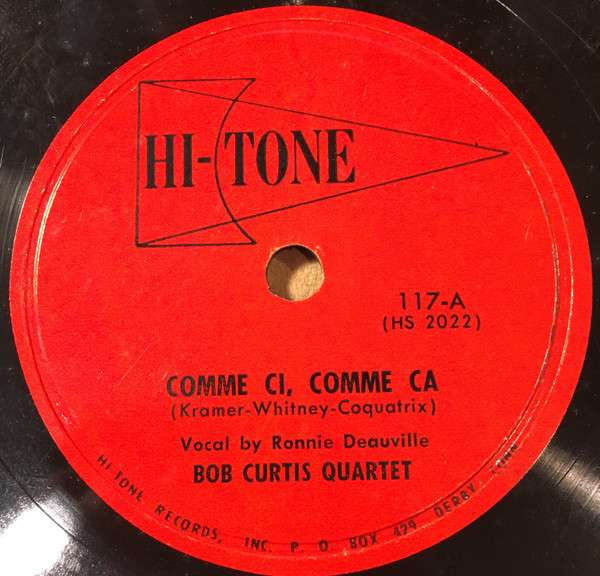 HI-TONE
117-A
(HS 2022)
COMME CI, COMME CA
(Kramer-Whitney-Coquatrix)
Vocal by Ronnie Deauville
BOB CURTIS QUARTET
HI-TONE RECORDS, INC. P. O. BOX 429 DERBY, CONN